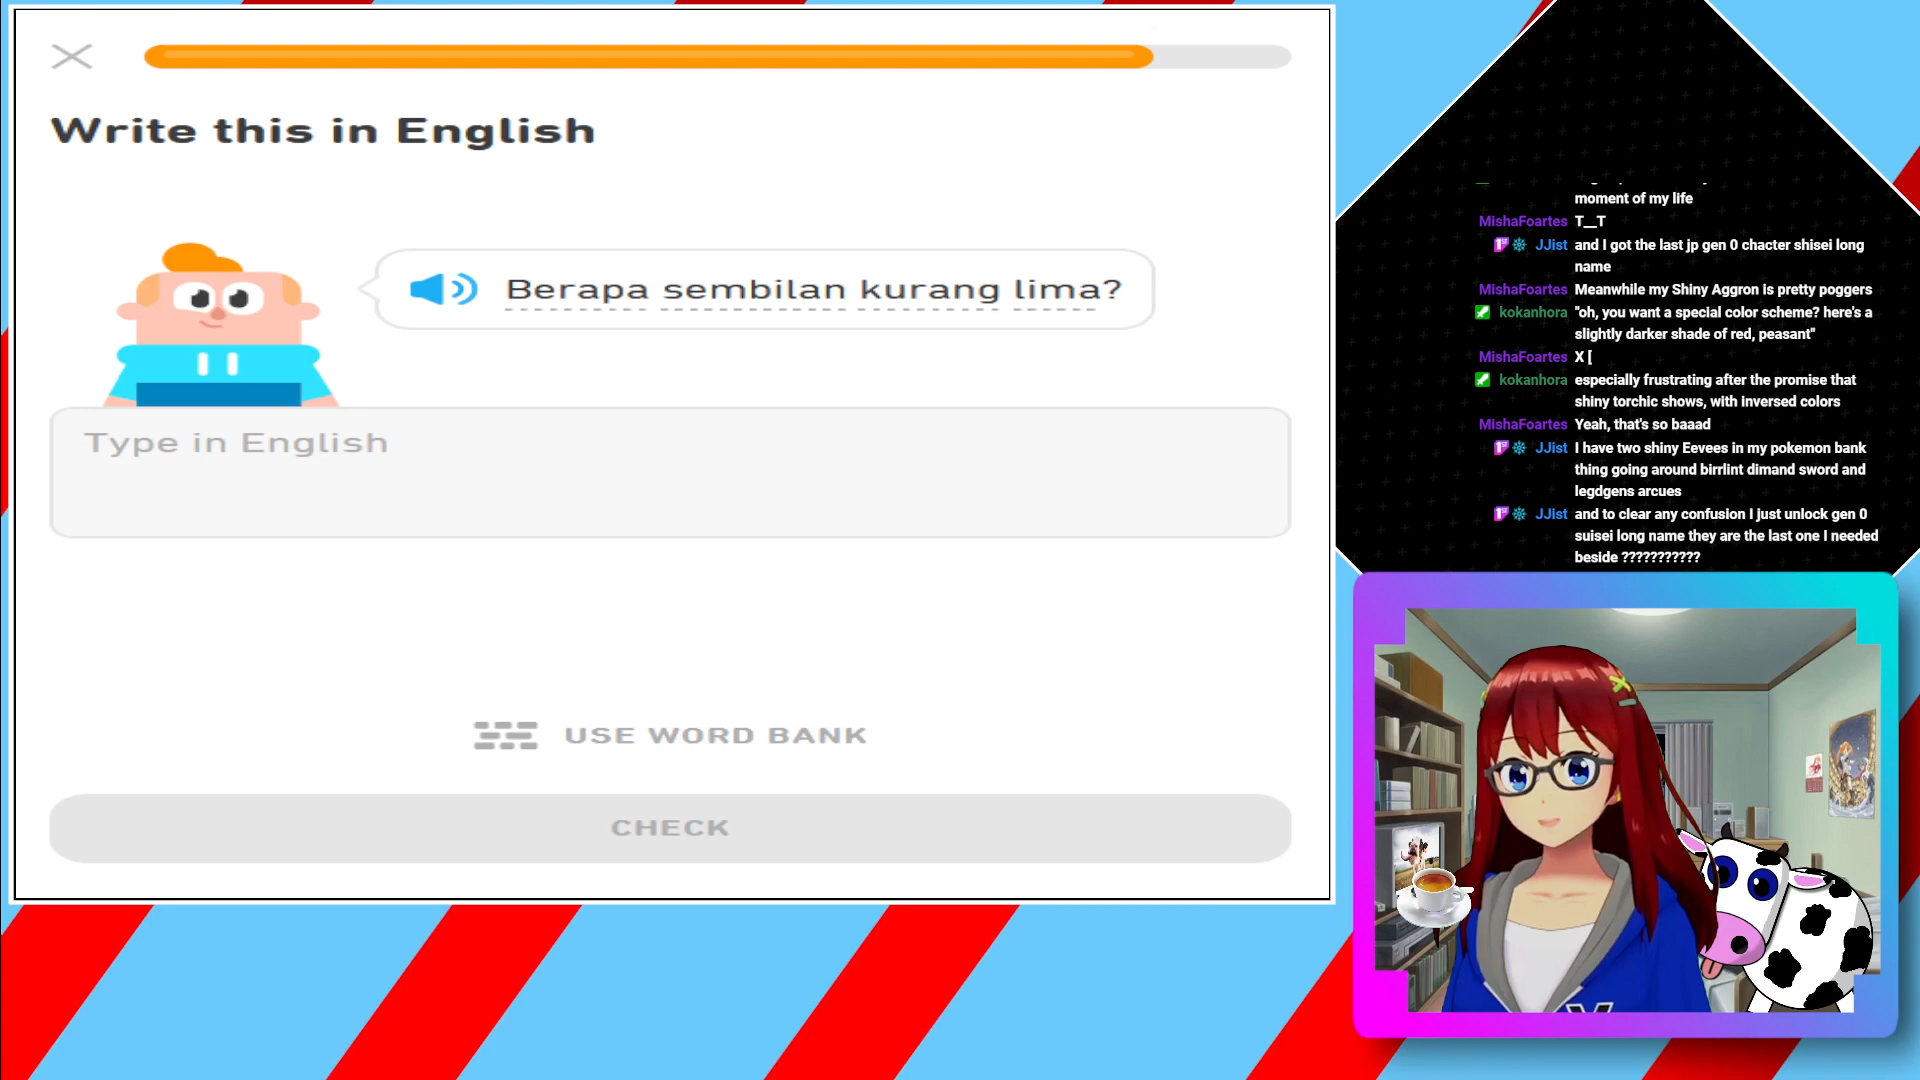 Write this in English
Berapa sembilan kurang lima?
Type in English
USE WORD BANK
CHECK
moment of my life
MishaFoartes T__T
JJist and I got the last jp gen 0 chacter shisei long
name
MishaFoartes Meanwhile my Shiny Aggron is pretty poggers
kokanhora "oh, you want a special color scheme? here's a
slightly darker shade of red, peasant"
MishaFoartes X [
kokanhora especially frustrating after the promise that
shiny torchic shows, with inversed colors
MishaFoartes Yeah, that's so baaad
JJist I have two shiny Eevees in my pokemon bank
thing going around birrlint dimand sword and
legdgens arcues
JJist and to clear any confusion I just unlock gen 0
suisei long name they are the last one I needed
beside ???????????